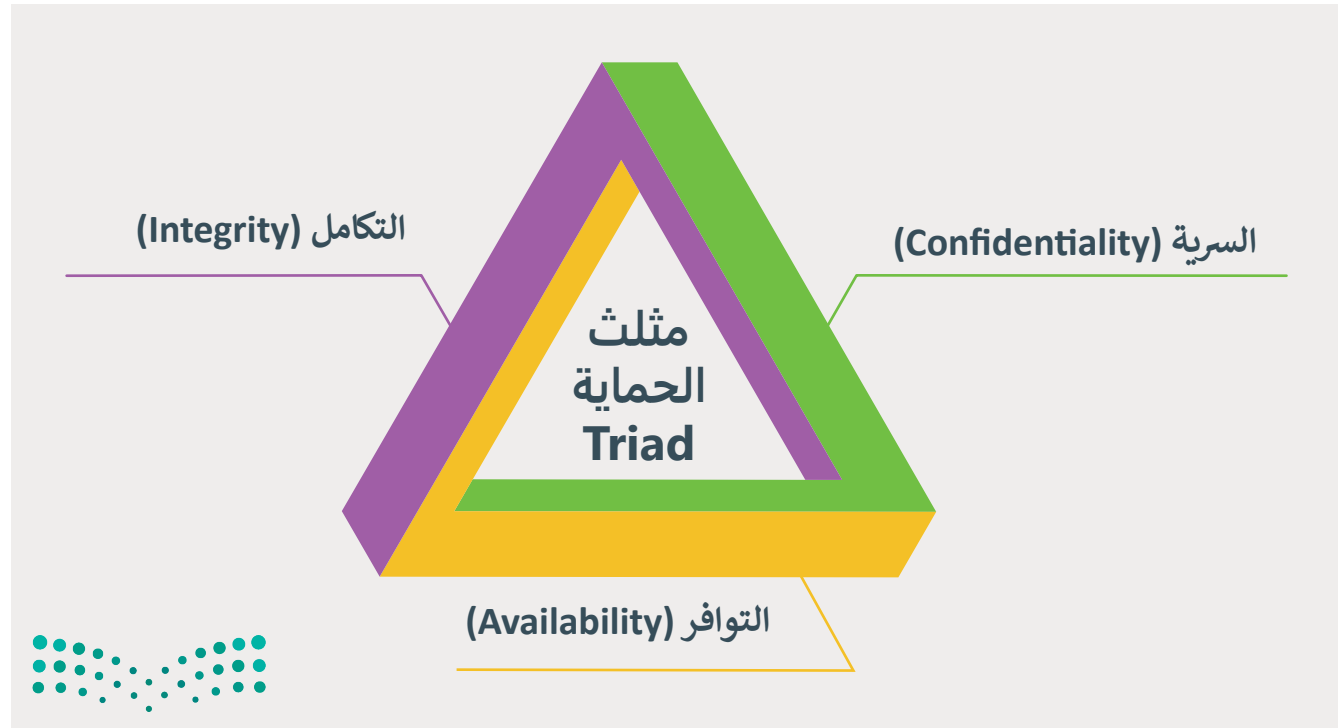 السرية (Confidentiality)
التكامل (Integrity)
مثلث
الحماية
Triad
التوافر (Availability)